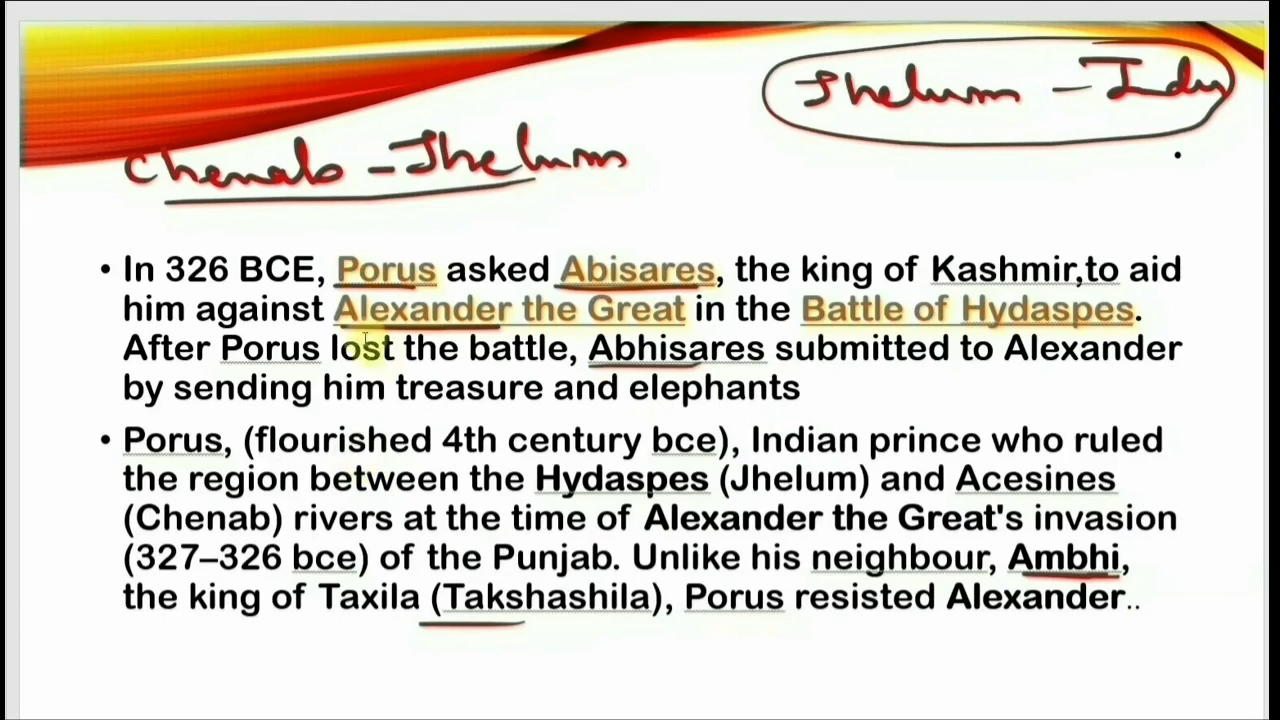 Jhelum - Indu
Chenab - Jhelum
• In 326 BCE, Porus asked Abisares, the king of Kashmir,to aid
him against Alexander the Great in the Battle of Hydaspes.
After Porus lost the battle, Abhisares submitted to Alexander
by sending him treasure and elephants
• Porus, (flourished 4th century bce), Indian prince who ruled
the region between the Hydaspes (Jhelum) and Acesines
(Chenab) rivers at the time of Alexander the Great's invasion
(327–326 bce) of the Punjab. Unlike his neighbour, Ambhi,
the king of Taxila (Takshashila), Porus resisted Alexander..